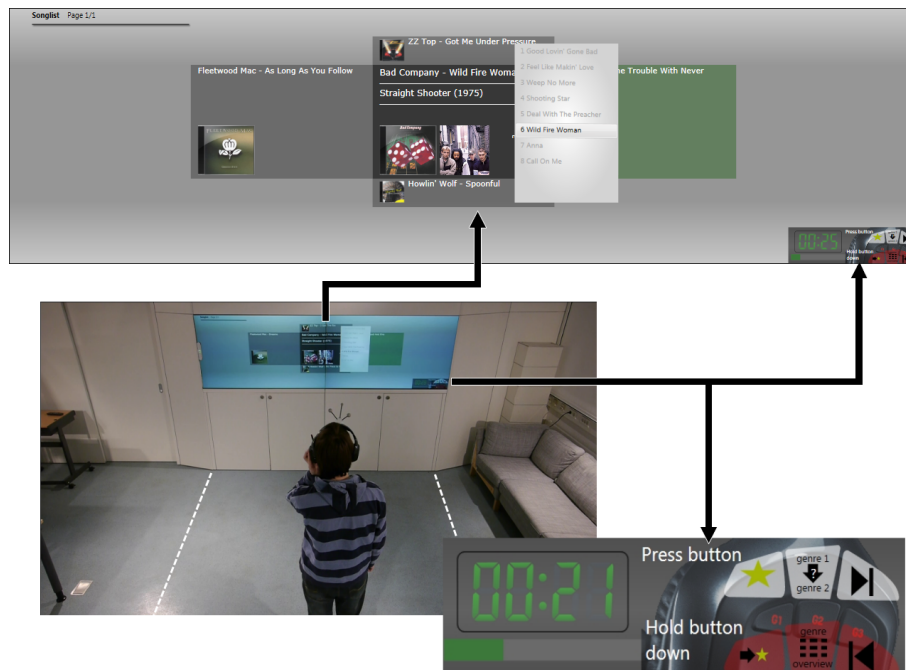 Songlist Page 1/1
ZZ Top - Got Me Under Pressure
Fleetwood Mac - As Long As You Follow
Bad Company - Wild Fire Woma
Straight Shooter (1975)
Howlin' Wolf - Spoonful
1 Good Lovin' Gone Bad
2 Feel Like Makin' Love
3 Weep No More
4 Shooting Star
5 Deal With The Preacher
6 Wild Fire Woman
7 Anna
8 Call On Me
e Trouble With Never
00:25
Press button
Hold button
down
00:21
Press button
genre 1
?
genre 2
Hold button
down
G1 G2 G3
genre
overview